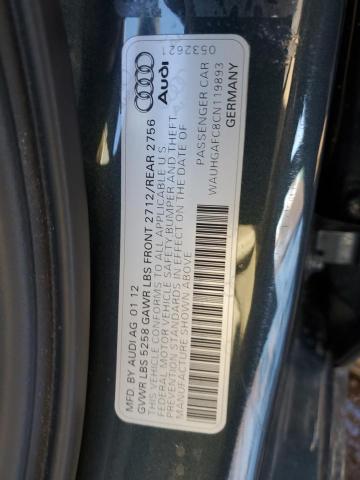 MFD BY AUDI AG 01 12
GVWR LBS 5258 GAWR LBS FRONT 2712/REAR 2756
THIS VEHICLE CONFORMS TO ALL APPLICABLE
FEDERAL MOTOR VEHICLE SAFETY BUMPER AND THEFT
PREVENTION STANDARDS IN EFFECT ON THE DATE OF
MANUFACTURE SHOWN ABOVE
Audi
0532621
PASSENGER CAR
WAUHGAFC8CN119893
GERMANY